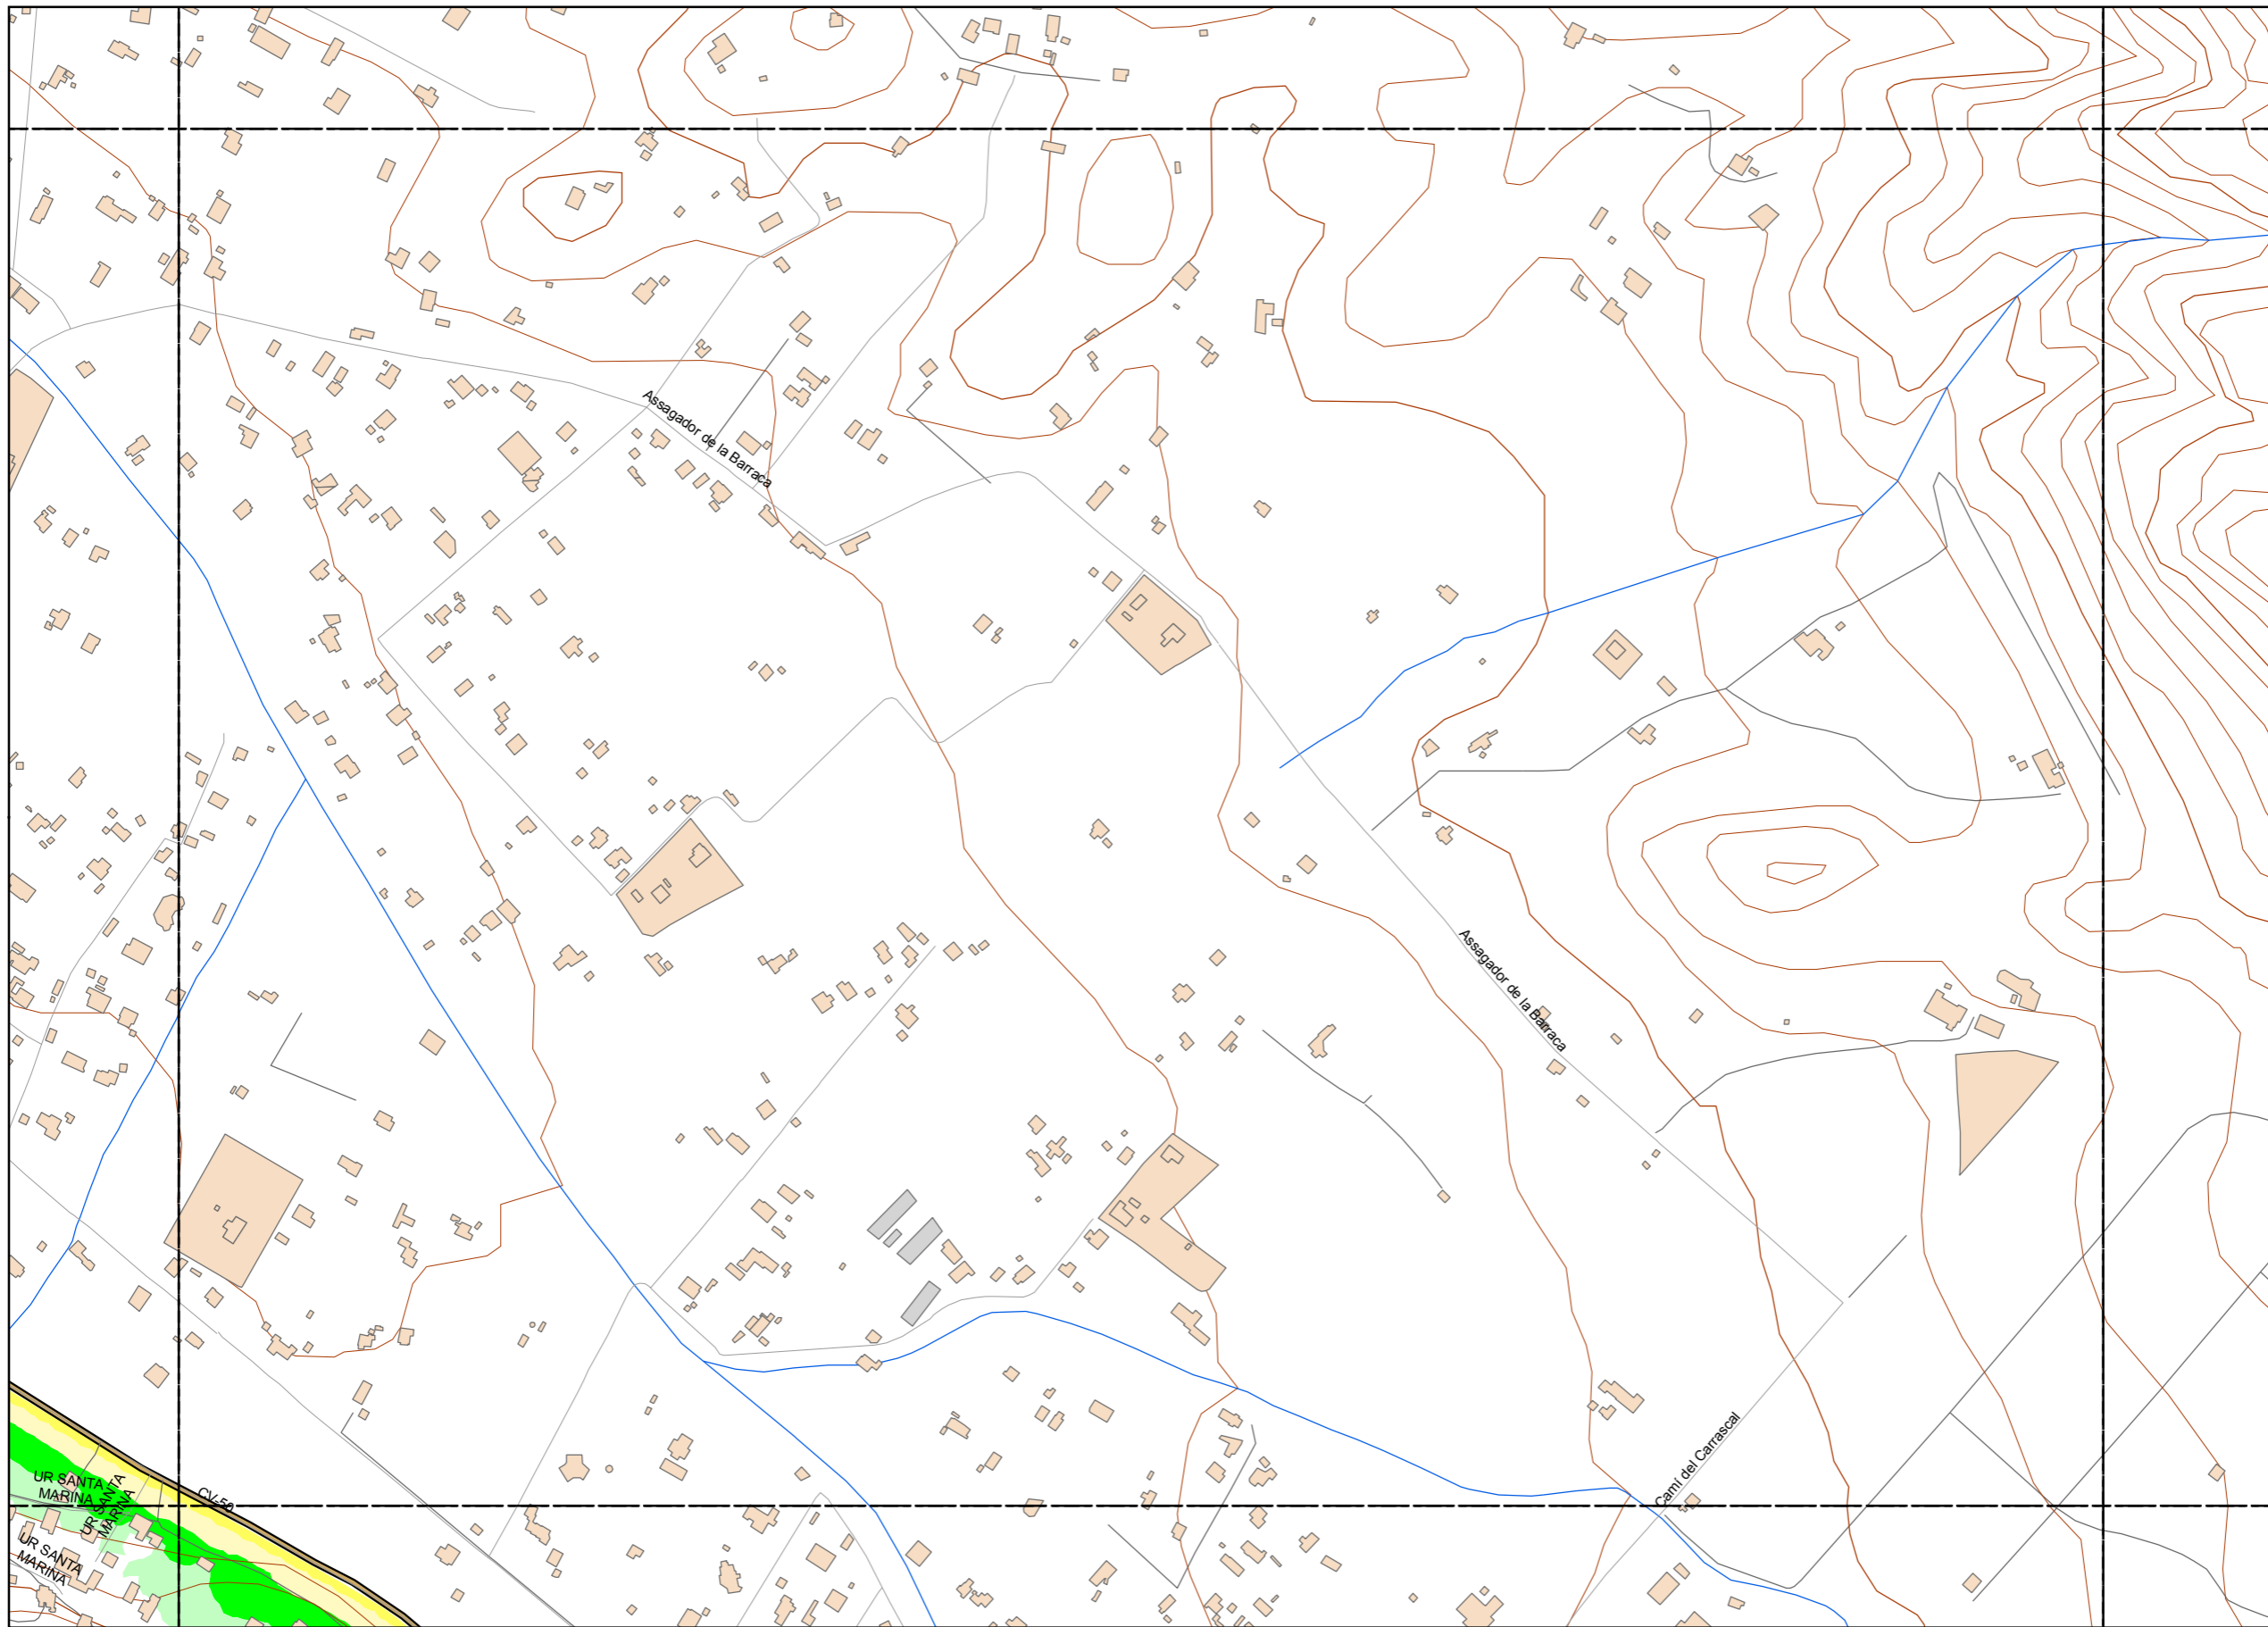 Assagador de la Barraca
Assagador de la Barraca
Camí del Carrascal
UR SANTA
MARINA
UR SANTA
MARINA
CV-50
UR SANTA
MARINA